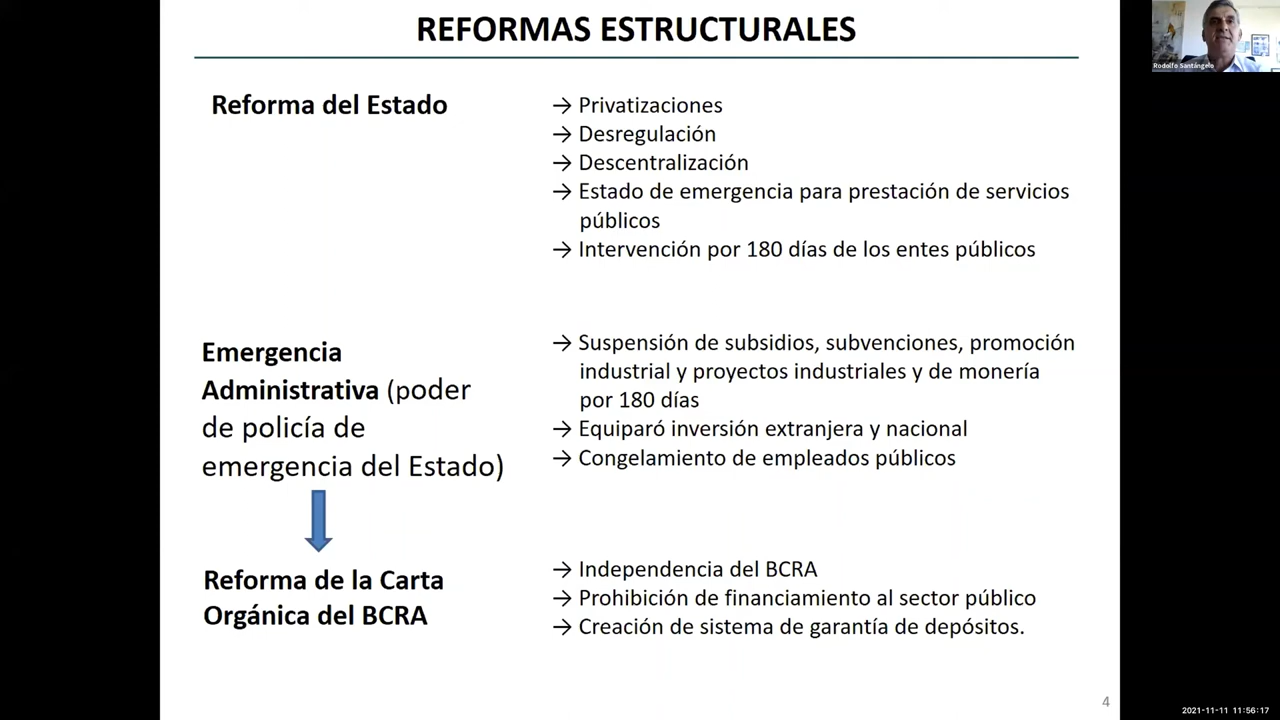 REFORMAS ESTRUCTURALES
Rodolfo Santángelo
Reforma del Estado
→ Privatizaciones
→ Desregulación
→ Descentralización
→ Estado de emergencia para prestación de servicios
públicos
→ Intervención por 180 días de los entes públicos
Emergencia
Administrativa (poder
de policía de
emergencia del Estado)
→ Suspensión de subsidios, subvenciones, promoción
industrial y proyectos industriales y de monería
por 180 días
→ Equiparó inversión extranjera y nacional
→ Congelamiento de empleados públicos
Reforma de la Carta
Orgánica del BCRA
→ Independencia del BCRA
→ Prohibición de financiamiento al sector público
→ Creación de sistema de garantía de depósitos.
4
2021-11-11 11:56:17